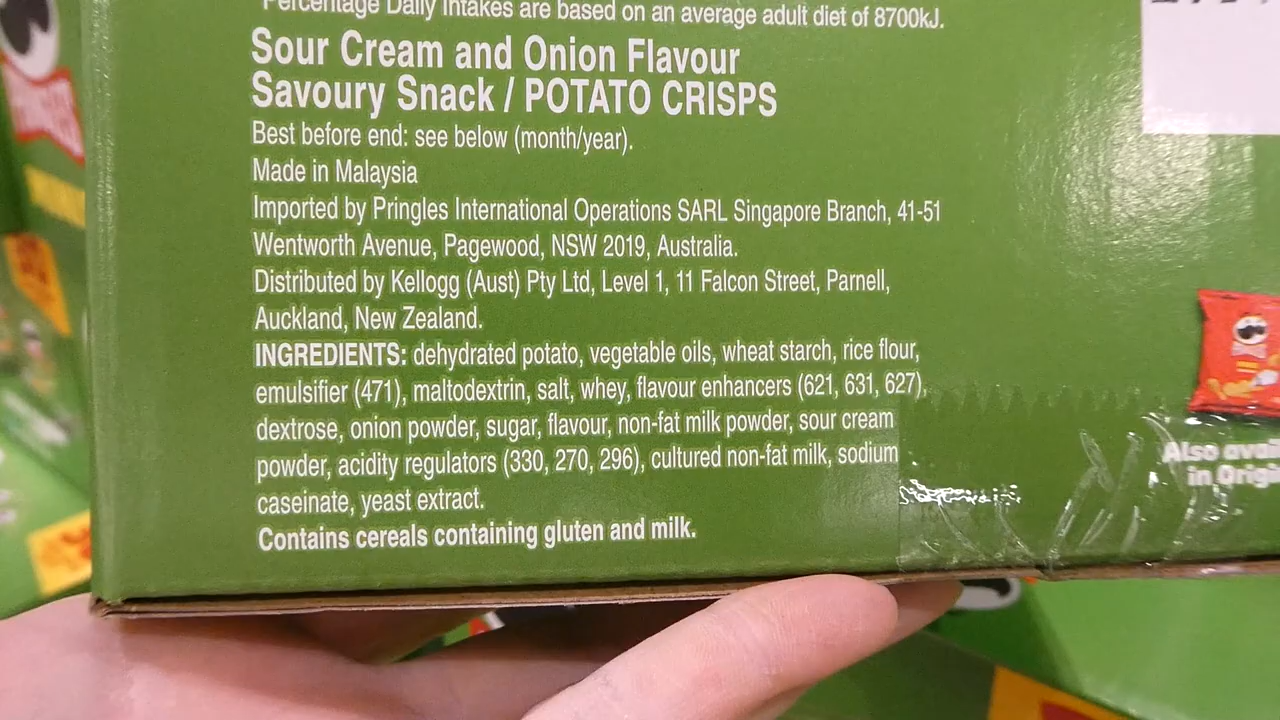 Percentage Daily Intakes are based on an average adult diet of 8700kJ.
Sour Cream and Onion Flavour
Savoury Snack / POTATO CRISPS
Best before end: see below (month/year).
Made in Malaysia
Imported by Pringles International Operations SARL Singapore Branch, 41-51
Wentworth Avenue, Pagewood, NSW 2019, Australia.
Distributed by Kellogg (Aust) Pty Ltd, Level 1, 11 Falcon Street, Parnell,
Auckland, New Zealand.
INGREDIENTS: dehydrated potato, vegetable oils, wheat starch, rice flour,
emulsifier (471), maltodextrin, salt, whey, flavour enhancers (621, 631, 627),
dextrose, onion powder, sugar, flavour, non-fat milk powder, sour cream
powder, acidity regulators (330, 270, 296), cultured non-fat milk, sodium
caseinate, yeast extract.
Contains cereals containing gluten and milk.
Also
in